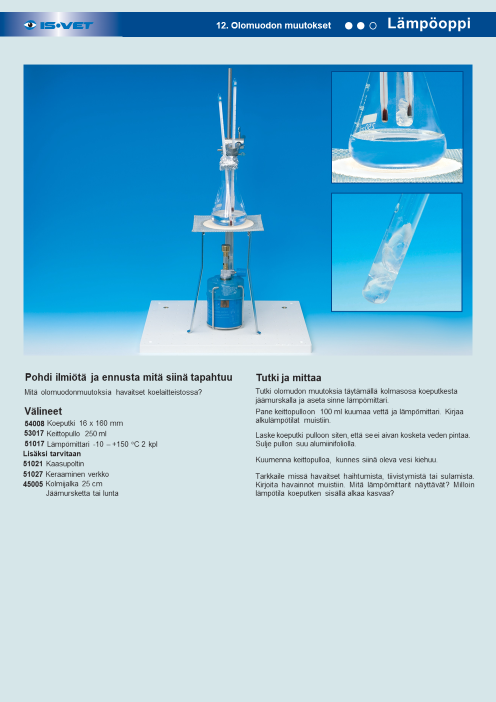 IS•VET
12. Olomuodon muutokset
Lämpöoppi
Pohdi ilmiötä ja ennusta mitä siinä tapahtuu
Mitä olomuodonmuutoksia havaitset koelaitteistossa?
Välineet
54008 Koeputki 16 x 160 mm
53017 Keittopullo 250 ml
51017 Lämpömittari -10 – +150 °C 2 kpl
Lisäksi tarvitaan
51021 Kaasupoltin
51027 Keraaminen verkko
45005 Kolmijalka 25 cm
Jäämursketta tai lunta
Tutki ja mittaa
Tutki olomudon muutoksia täytämällä kolmasosa koeputkesta
jäämurskalla ja aseta sinne lämpömittari.
Pane keittopulloon 100 ml kuumaa vettä ja lämpömittari. Kirjaa
alkulämpötilat muistiin.
Laske koeputki pulloon siten, että se ei aivan kosketa veden pintaa.
Sulje pullon suu alumiinifoliolla.
Kuumenna keittopulloa, kunnes siinä oleva vesi kiehuu.
Tarkkaile missä havaitset haihtumista, tiivistymistä tai sulamista.
Kirjoita havainnot muistiin. Mitä lämpömittarit näyttävät? Milloin
lämpötila koeputken sisällä alkaa kasvaa?